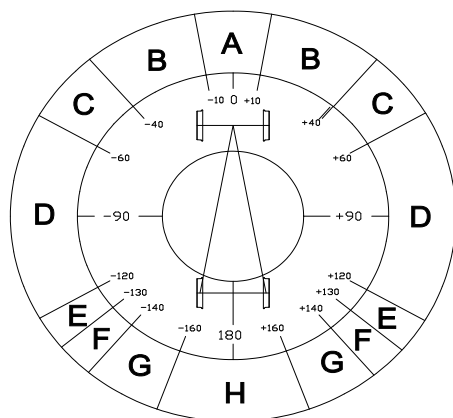 A
B B
-10 0 +10
C C
-40 +40
-60 +60
D -90 +90 D
-120 +120
E -130 +130 E
F -140 +140 F
-160 180 +160
G G
H